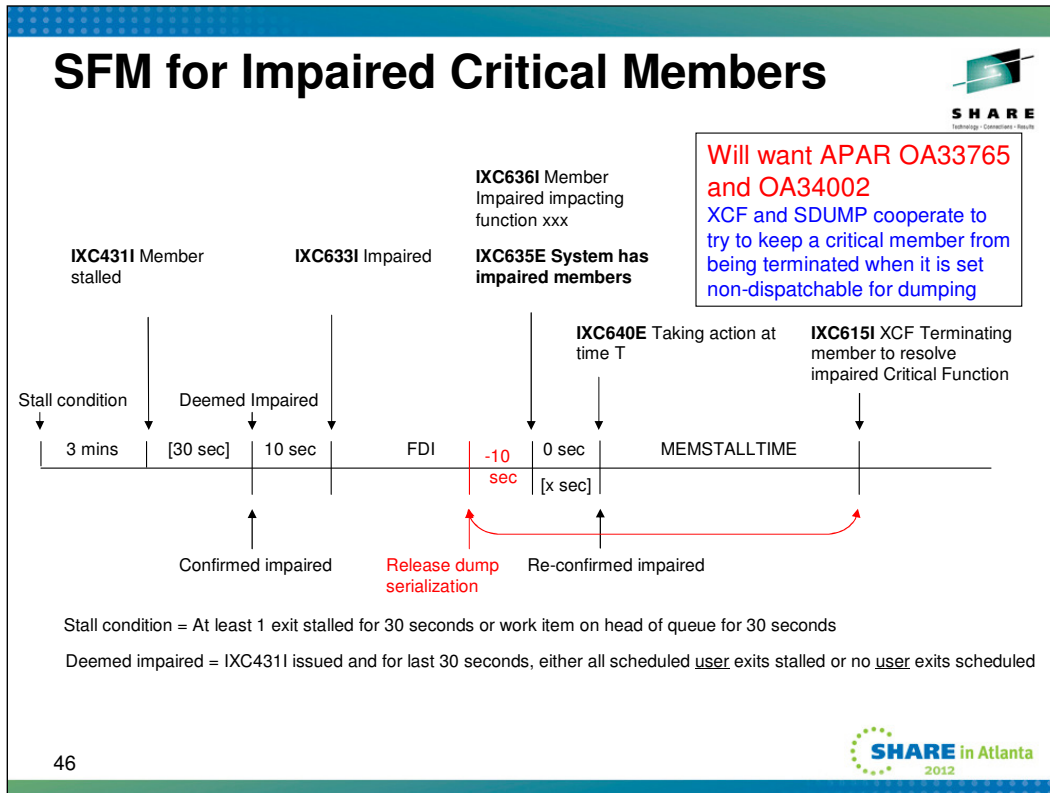 SFM for Impaired Critical Members
SHARE
Technology · Connections · Results
Will want APAR OA33765
and OA34002
XCF and SDUMP cooperate to
try to keep a critical member from
being terminated when it is set
non-dispatchable for dumping
IXC636I Member
Impaired impacting
function xxx
IXC431I Member
stalled
IXC633I Impaired
IXC635E System has
impaired members
IXC640E Taking action at
time T
IXC615I XCF Terminating
member to resolve
impaired Critical Function
Stall condition
Deemed Impaired
3 mins
[30 sec]
10 sec
FDI
-10
sec
0 sec
[x sec]
MEMSTALLTIME
Confirmed impaired
Release dump
serialization
Re-confirmed impaired
Stall condition = At least 1 exit stalled for 30 seconds or work item on head of queue for 30 seconds
Deemed impaired = IXC431I issued and for last 30 seconds, either all scheduled user exits stalled or no user exits scheduled
46
SHARE in Atlanta
2012